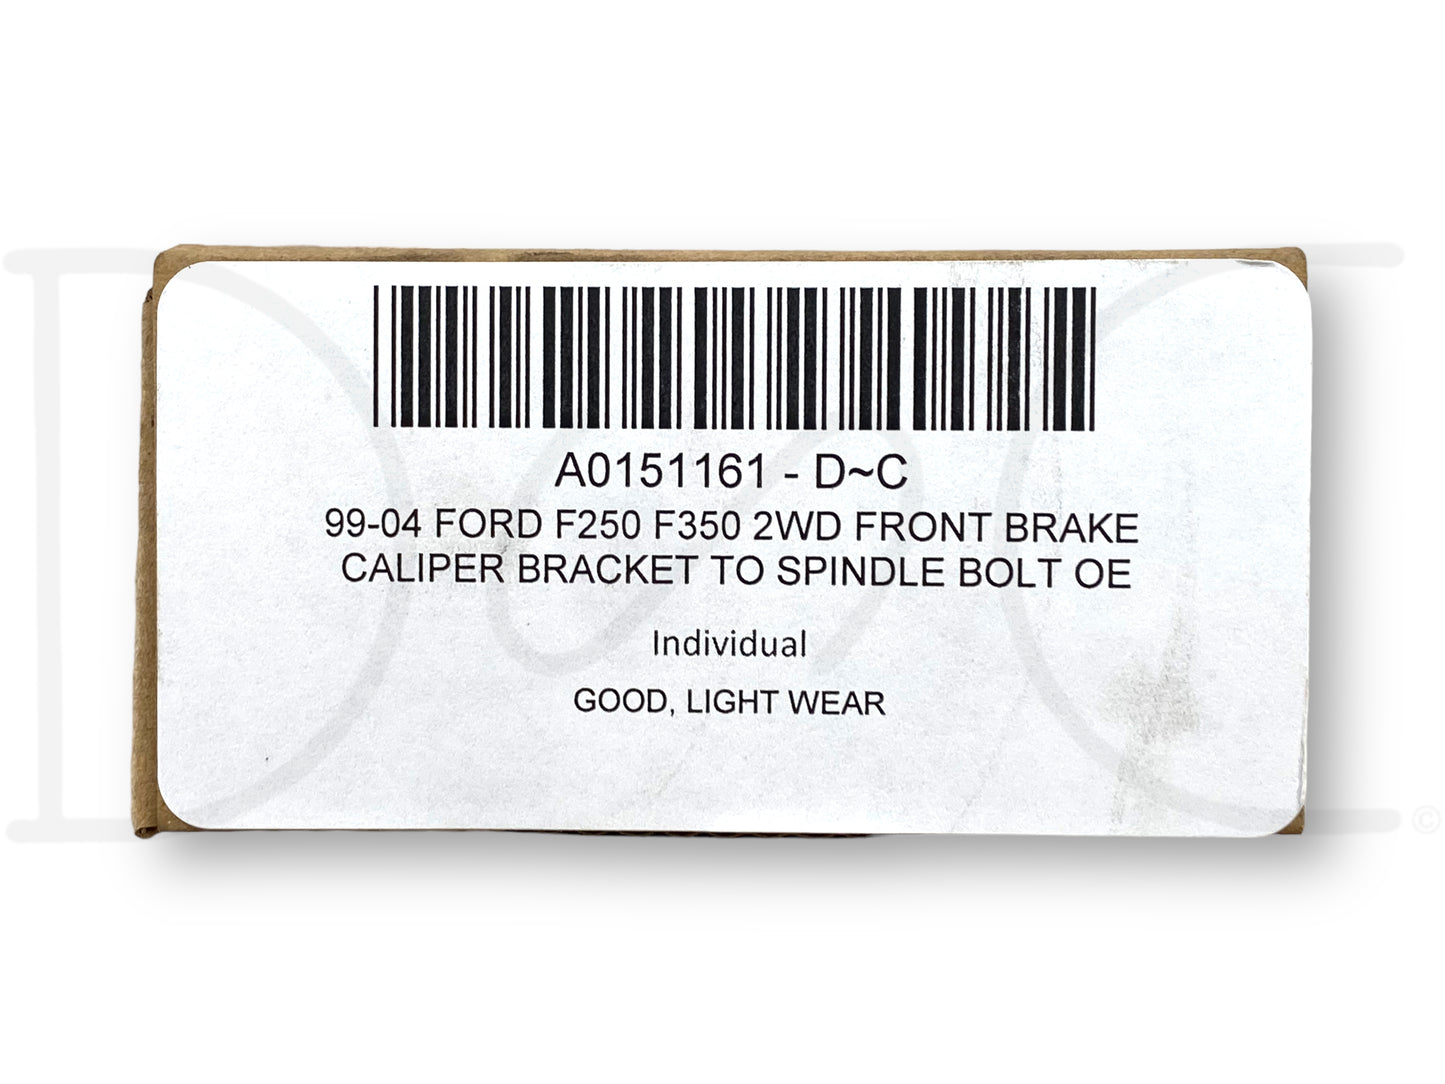 A0151161 - D~C
99-04 FORD F250 F350 2WD FRONT BRAKE
CALIPER BRACKET TO SPINDLE BOLT OE
Individual
GOOD, LIGHT WEAR
©